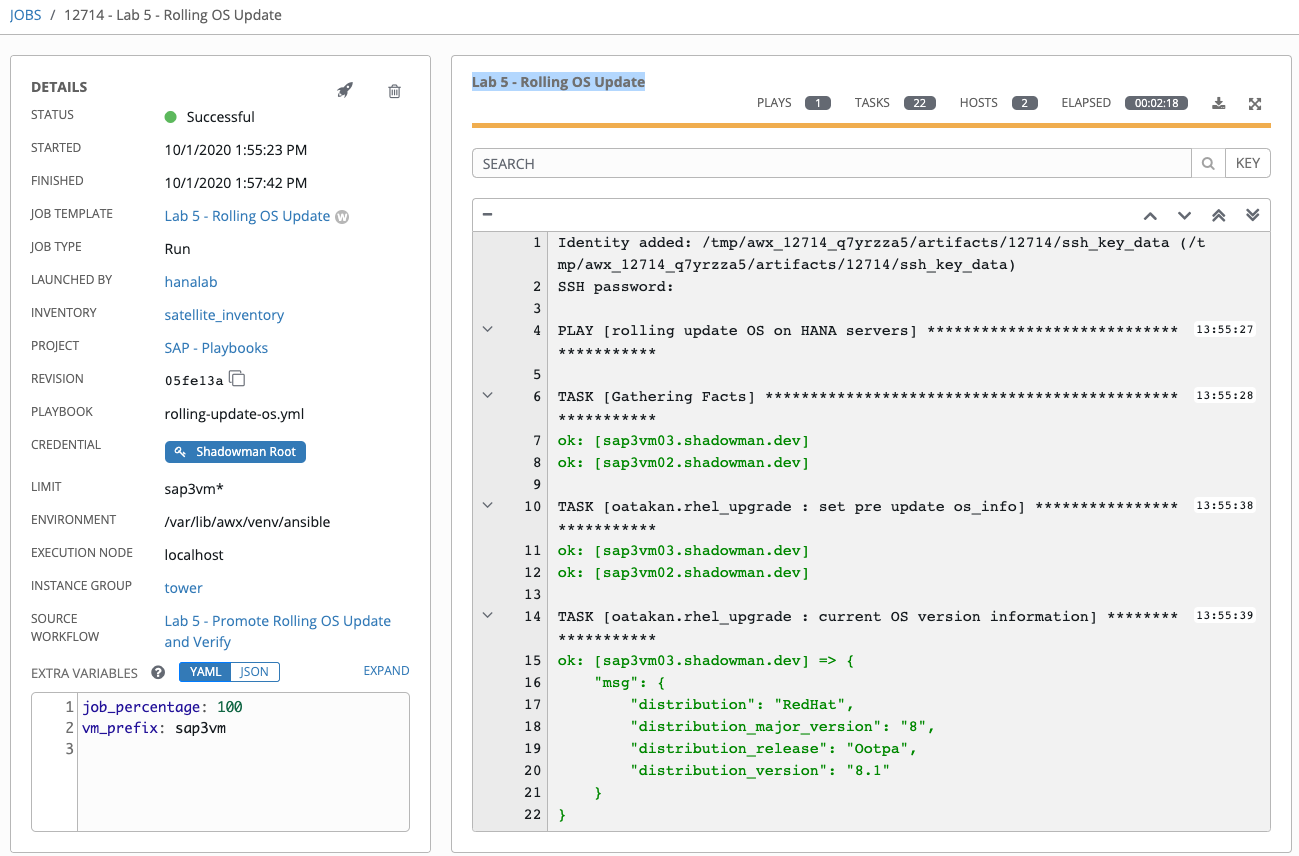 JOBS / 12714 - Lab 5 - Rolling OS Update
DETAILS
STATUS Successful
STARTED 10/1/2020 1:55:23 PM
FINISHED 10/1/2020 1:57:42 PM
JOB TEMPLATE Lab 5 - Rolling OS Update W
JOB TYPE Run
LAUNCHED BY hanalab
INVENTORY satellite_inventory
PROJECT SAP - Playbooks
REVISION 05fe13a
PLAYBOOK rolling-update-os.yml
CREDENTIAL Shadowman Root
LIMIT sap3vm*
ENVIRONMENT /var/lib/awx/venv/ansible
EXECUTION NODE localhost
INSTANCE GROUP tower
SOURCE Lab 5 - Promote Rolling OS Update
WORKFLOW and Verify
EXTRA VARIABLES ? YAML JSON EXPAND
1 job_percentage: 100
2 vm_prefix: sap3vm
3
Lab 5 - Rolling OS Update
PLAYS 1 TASKS 22 HOSTS 2 ELAPSED 00:02:18
SEARCH KEY
1 Identity added: /tmp/awx_12714_q7yrzza5/artifacts/12714/ssh_key_data (/t
mp/awx_12714_q7yrzza5/artifacts/12714/ssh_key_data)
2 SSH password:
3
4 PLAY [rolling update OS on HANA servers] **************************** 13:55:27
***********
5
6 TASK [Gathering Facts] ********************************************** 13:55:28
***********
7 ok: [sap3vm03.shadowman.dev]
8 ok: [sap3vm02.shadowman.dev]
9
10 TASK [oatakan.rhel_upgrade : set pre update os_info] **************** 13:55:38
***********
11 ok: [sap3vm03.shadowman.dev]
12 ok: [sap3vm02.shadowman.dev]
13
14 TASK [oatakan.rhel_upgrade : current OS version information] ******** 13:55:39
***********
15 ok: [sap3vm03.shadowman.dev] => {
16 "msg": {
17 "distribution": "RedHat",
18 "distribution_major_version": "8",
19 "distribution_release": "Ootpa",
20 "distribution_version": "8.1"
21 }
22 }